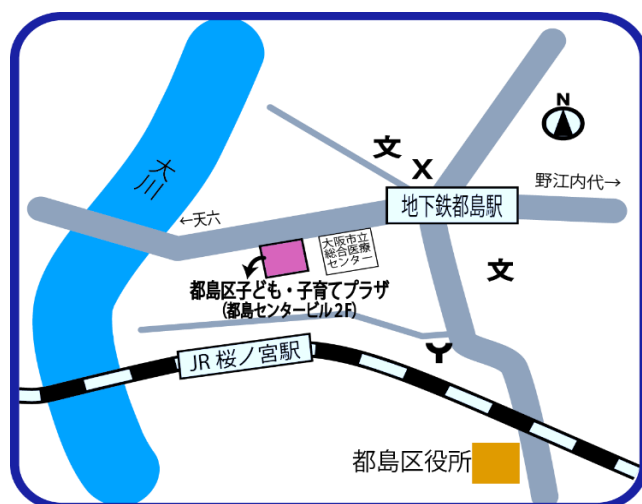 N
文
X
野江内代→
大川
←天六
地下鉄都島駅
大阪市立
総合医療
センター
文
都島区子ども・子育てプラザ
(都島センタービル2F)
JR 桜ノ宮駅
都島区役所